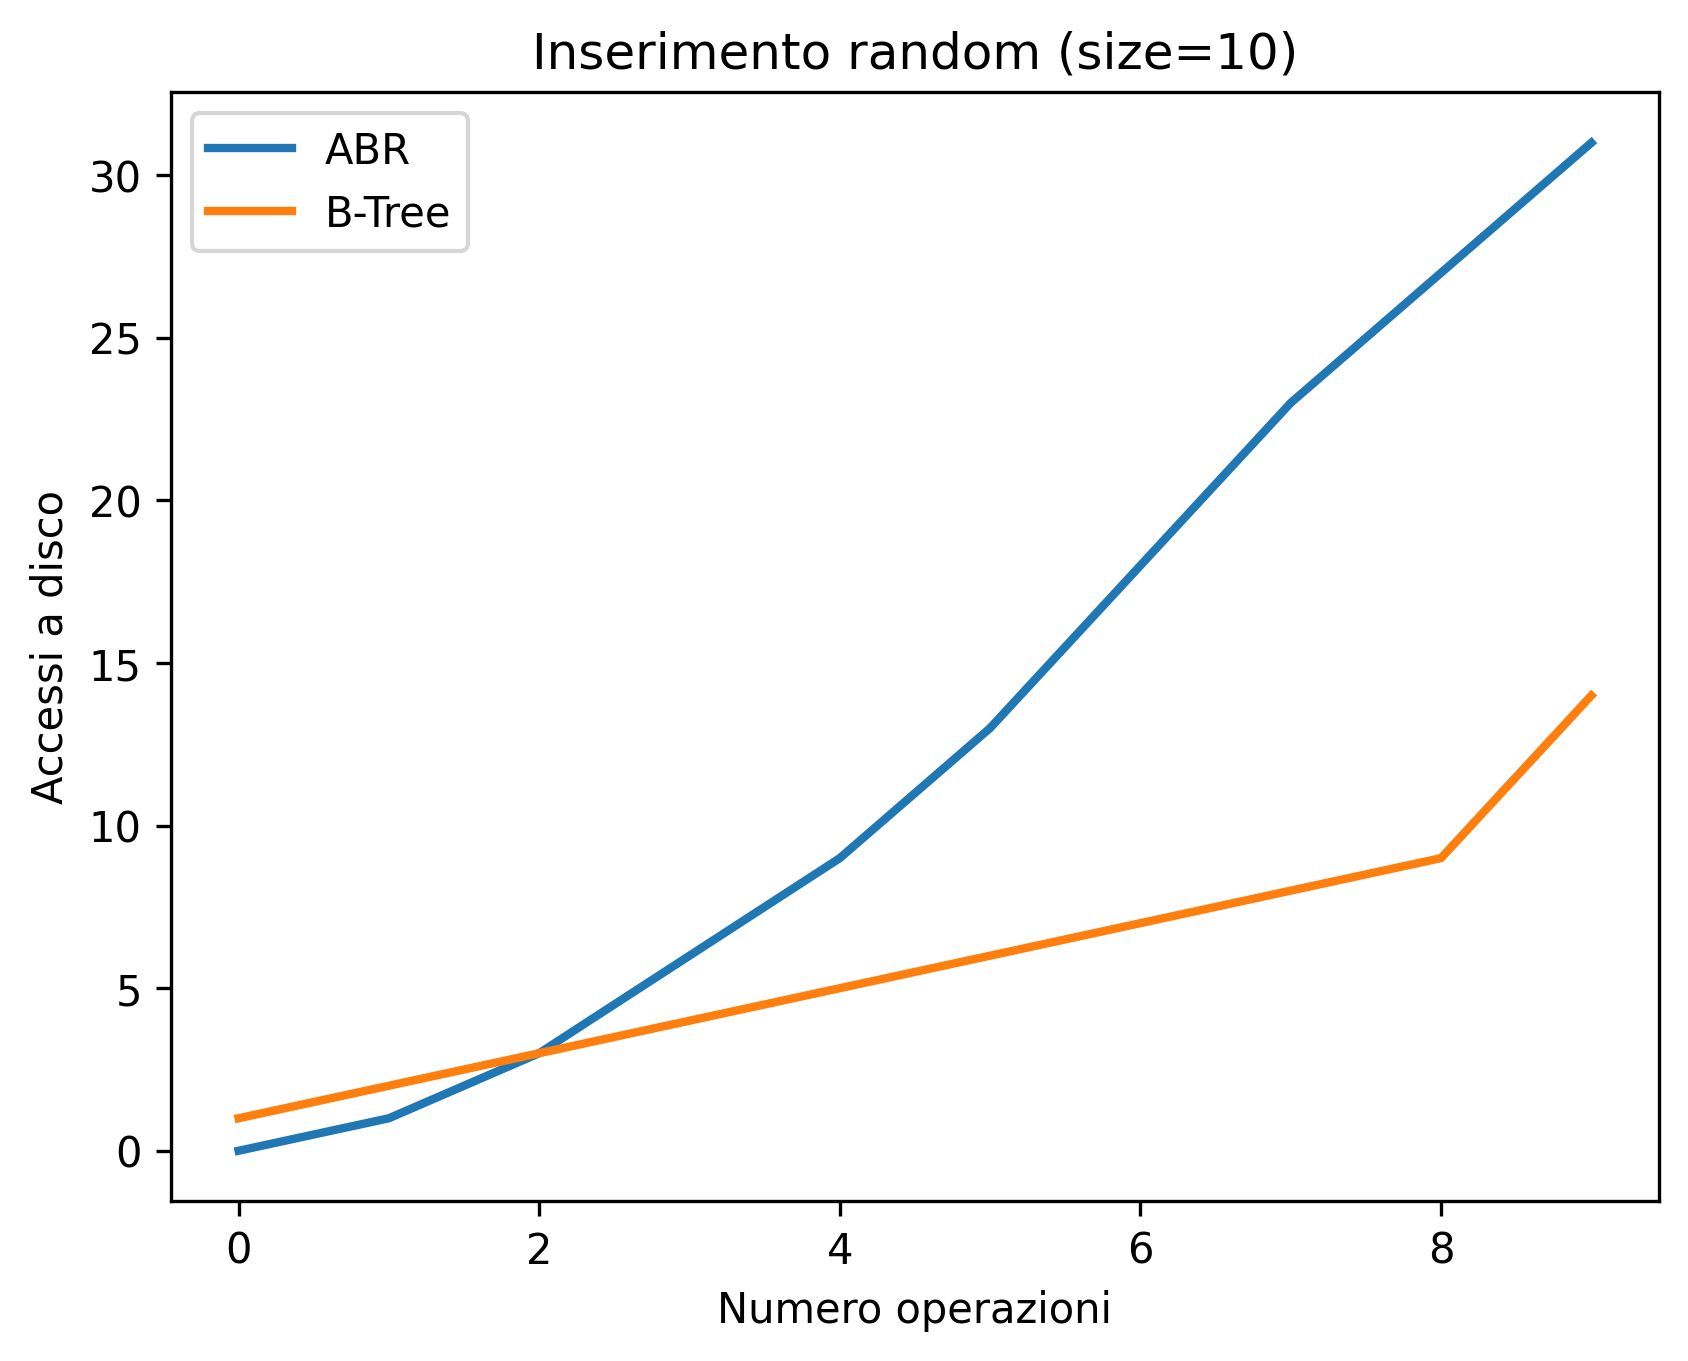 Inserimento random (size=10)
ABR
B-Tree
30
25
20
15
10
5
0
Accessi a disco
0 2 4 6 8
Numero operazioni